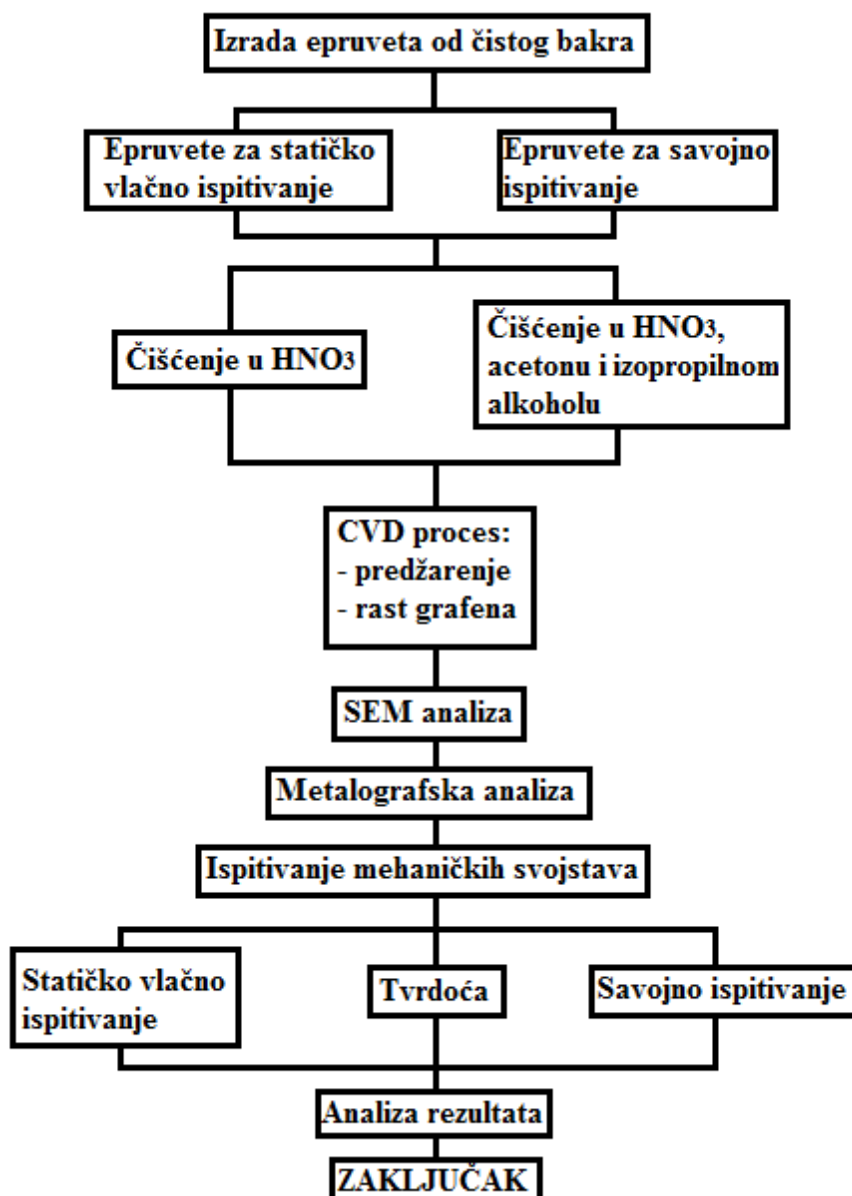 Izrada epruveta od čistog bakra
Epruvete za statičko
vlačno ispitivanje
Epruvete za savojno
ispitivanje
Čišćenje u HNO3
Čišćenje u HNO3,
acetonu i izopropilnom
alkoholu
CVD proces:
- predžarenje
- rast grafena
SEM analiza
Metalografska analiza
Ispitivanje mehaničkih svojstava
Statičko vlačno
ispitivanje
Tvrdoća
Savojno ispitivanje
Analiza rezultata
ZAKLJUČAK